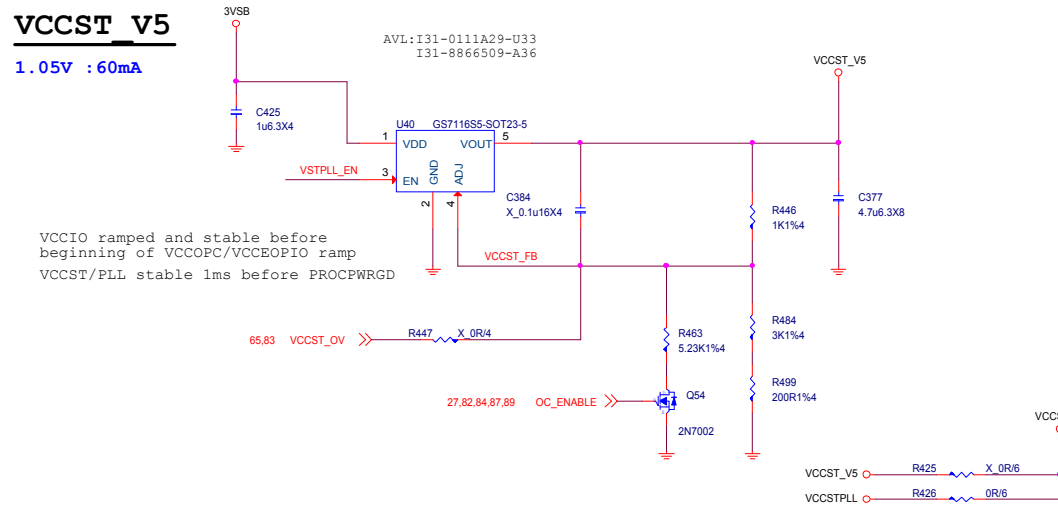 VCCST_V5
1.05V :60mA
3VSB
AVL:I31-0111A29-U33
I31-8866509-A36
VCCST_V5
C425
1u6.3X4
U40
GS7116S5-SOT23-5
1
VDD
VOUT
5
VSTPLL_EN
3
EN
GND
ADJ
2
4
C384
X_0.1u16X4
R446
1K1%4
C377
4.7u6.3X8
VCCIO ramped and stable before
beginning of VCCOPC/VCCEOPIO ramp
VCCST/PLL stable 1ms before PROCPWRGD
VCCST_FB
65,83 VCCST_OV
R447
X_0R/4
R463
5.23K1%4
R484
3K1%4
R499
200R1%4
27,82,84,87,89 OC_ENABLE
Q54
2N7002
VCCS
VCCST_V5
R425
X_0R/6
VCCSTPLL
R426
0R/6